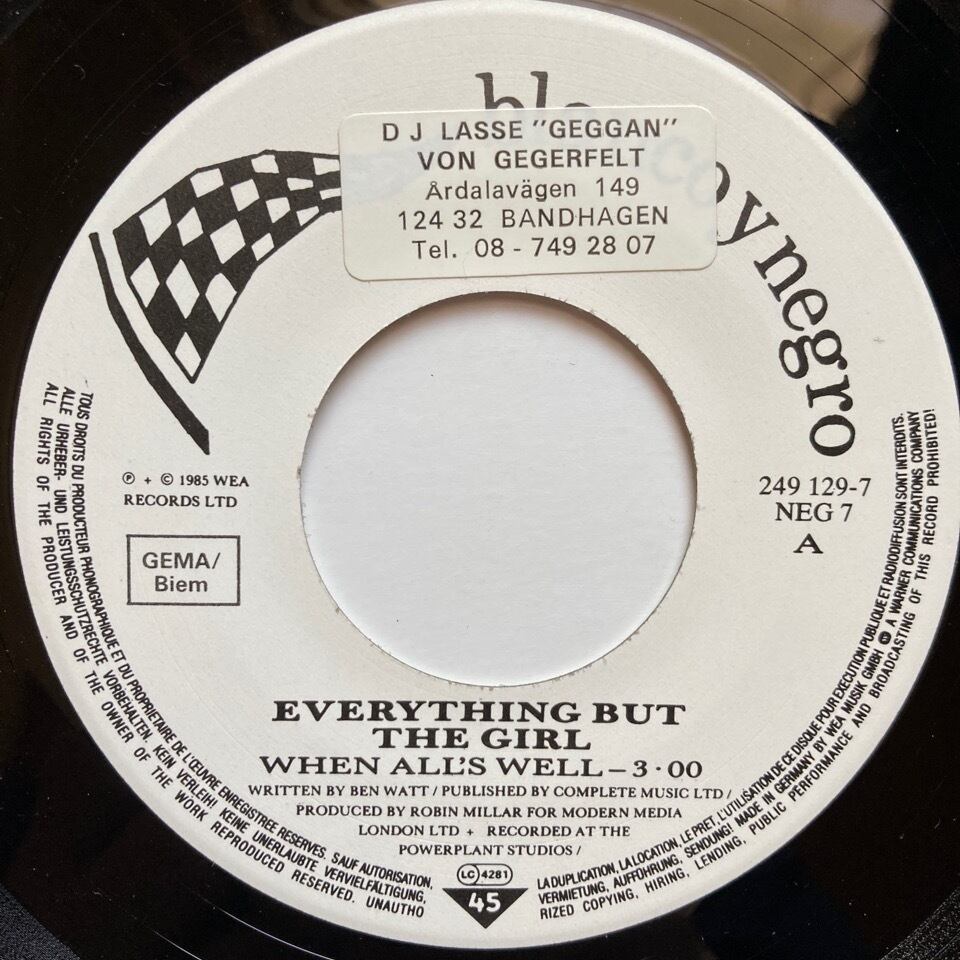 bl coynegro
D J LASSE "GEGGAN"
VON GEGERFELT
Årdalavägen 149
124 32 BANDHAGEN
Tel. 08 - 749 28 07
℗ + © 1985 WEA
RECORDS LTD
GEMA/
Biem
249 129-7
NEG 7
A
EVERYTHING BUT
THE GIRL
WHEN ALL'S WELL – 3·00
WRITTEN BY BEN WATT / PUBLISHED BY COMPLETE MUSIC LTD /
PRODUCED BY ROBIN MILLAR FOR MODERN MEDIA
LONDON LTD + RECORDED AT THE
POWERPLANT STUDIOS /
LC 4281
45
TOUS DROITS DU PRODUCTEUR PHONOGRAPHIQUE ET DU PROPRIETAIRE DE L'ŒUVRE ENREGISTREE RESERVES. SAUF AUTORISATION, LA DUPLICATION, LA LOCATION, LE PRET, L'UTILISATION DE CE DISQUE POUR EXECUTION PUBLIQUE ET RADIODIFFUSION SONT INTERDITS.
ALLE URHEBER- UND LEISTUNGSSCHUTZRECHTE VORBEHALTEN. KEIN VERLEIH! KEINE UNERLAUBTE VERVIELFÄLTIGUNG, VERMIETUNG, AUFFÜHRUNG, SENDUNG! MADE IN GERMANY BY WEA MUSIK GMBH A WARNER COMMUNICATIONS COMPANY
ALL RIGHTS OF THE PRODUCER AND OF THE OWNER OF THE WORK REPRODUCED RESERVED. UNAUTHO RIZED COPYING, HIRING, LENDING, PUBLIC PERFORMANCE AND BROADCASTING OF THIS RECORD PROHIBITED!